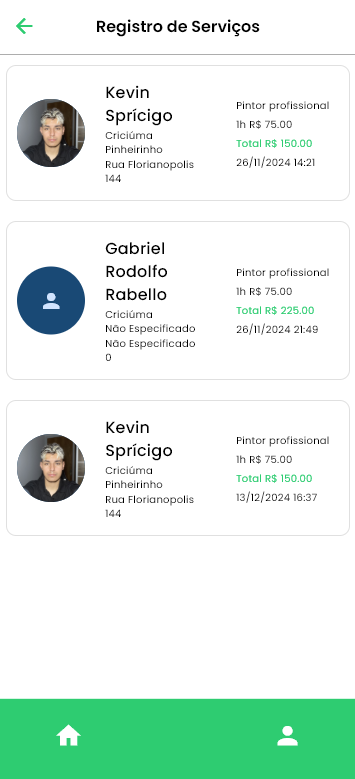 Registro de Serviços
Kevin
Sprícigo
Criciúma
Pinheirinho
Rua Florianopolis
144
Pintor profissional
1h R$ 75.00
Total R$ 150.00
26/11/2024 14:21
Gabriel
Rodolfo
Rabello
Criciúma
Não Especificado
Não Especificado
0
Pintor profissional
1h R$ 75.00
Total R$ 225.00
26/11/2024 21:49
Kevin
Sprícigo
Criciúma
Pinheirinho
Rua Florianopolis
144
Pintor profissional
1h R$ 75.00
Total R$ 150.00
13/12/2024 16:37